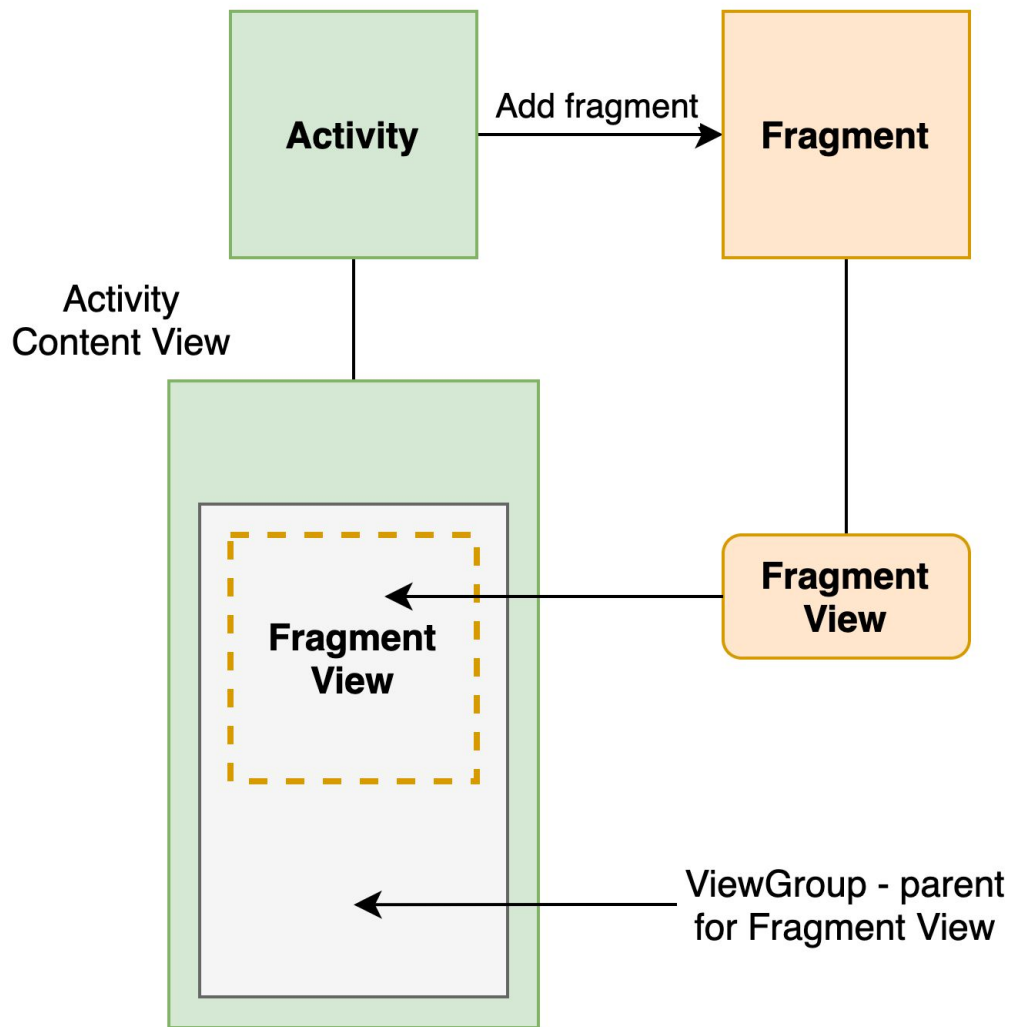 Activity
Add fragment
Fragment
Activity
Content View
Fragment
View
Fragment
View
ViewGroup - parent
for Fragment View